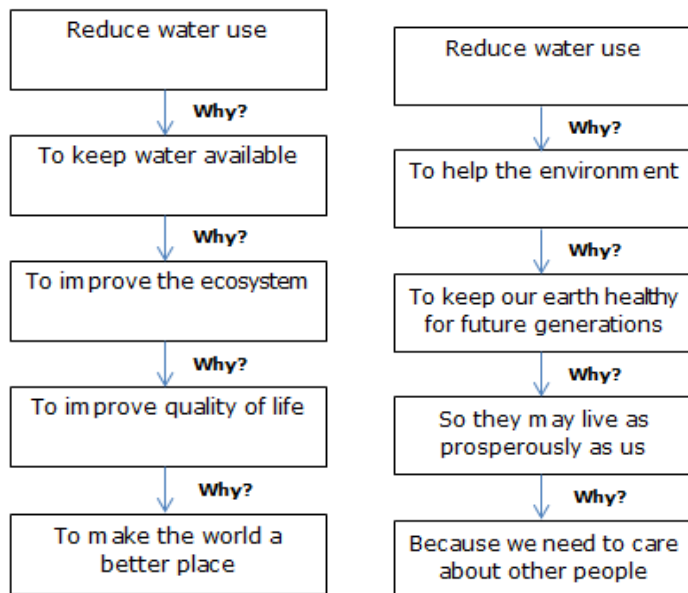 Reduce water use
Why?
To keep water available
Why?
To improve the ecosystem
Why?
To improve quality of life
Why?
To make the world a
better place
Reduce water use
Why?
To help the environment
Why?
To keep our earth healthy
for future generations
Why?
So they may live as
prosperously as us
Why?
Because we need to care
about other people